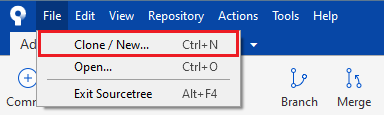 File Edit View Repository Actions Tools Help
Clone / New... Ctrl+N
Open... Ctrl+O
Exit Sourcetree Alt+F4
Branch Merge